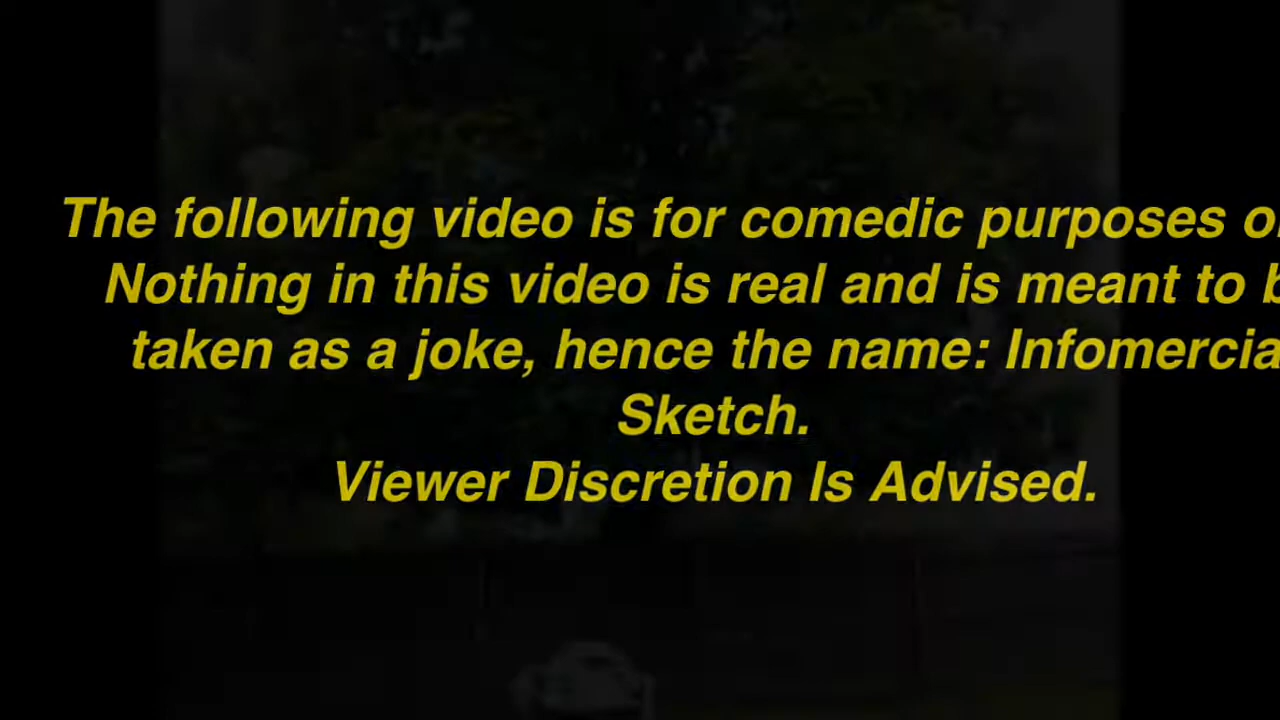 The following video is for comedic purposes o
Nothing in this video is real and is meant to b
taken as a joke, hence the name: Infomercia
Sketch.
Viewer Discretion Is Advised.